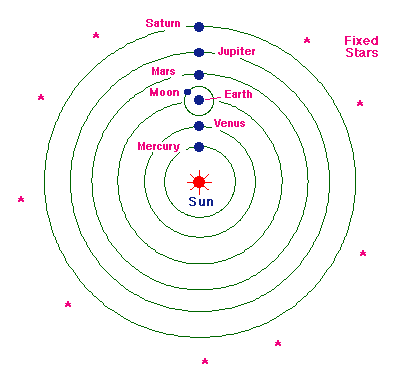 Saturn
Fixed
Stars
Jupiter
Mars
Moon
Earth
Venus
Mercury
Sun